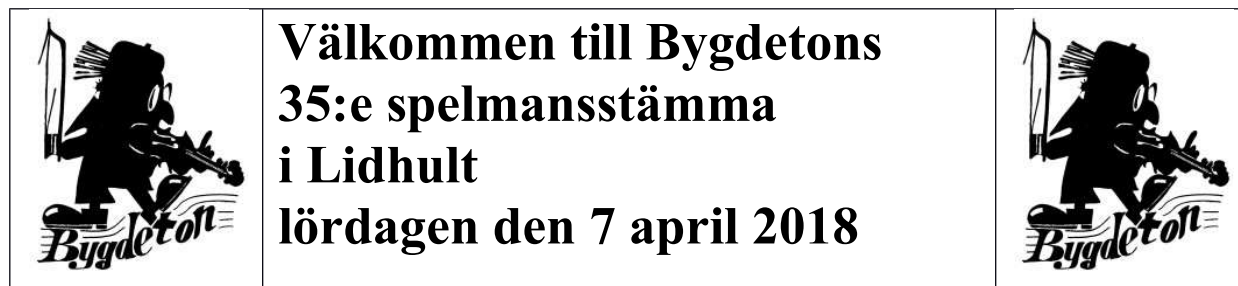 Bygdeton
Välkommen till Bygdetons
35:e spelmansstämma
i Lidhult
lördagen den 7 april 2018
Bygdeton